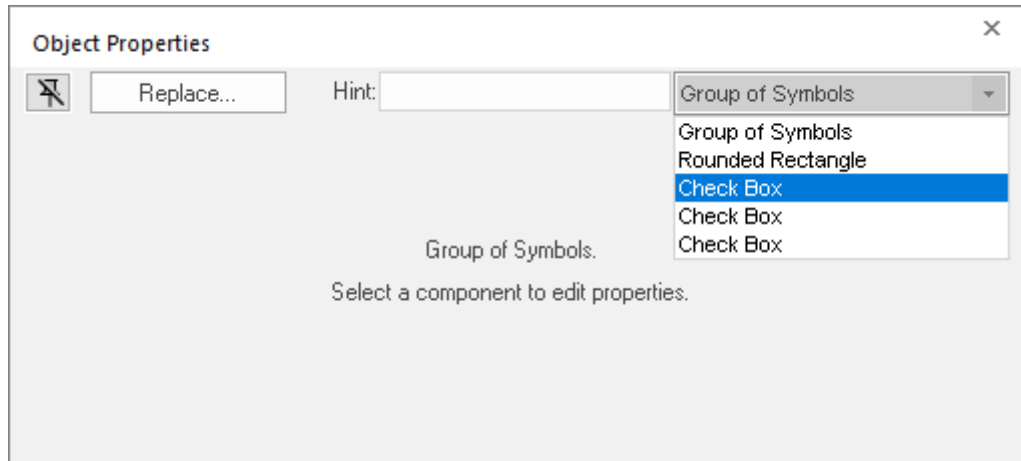 Object Properties
Replace...
Hint:
Group of Symbols
Group of Symbols
Rounded Rectangle
Check Box
Check Box
Check Box
Group of Symbols.
Select a component to edit properties.